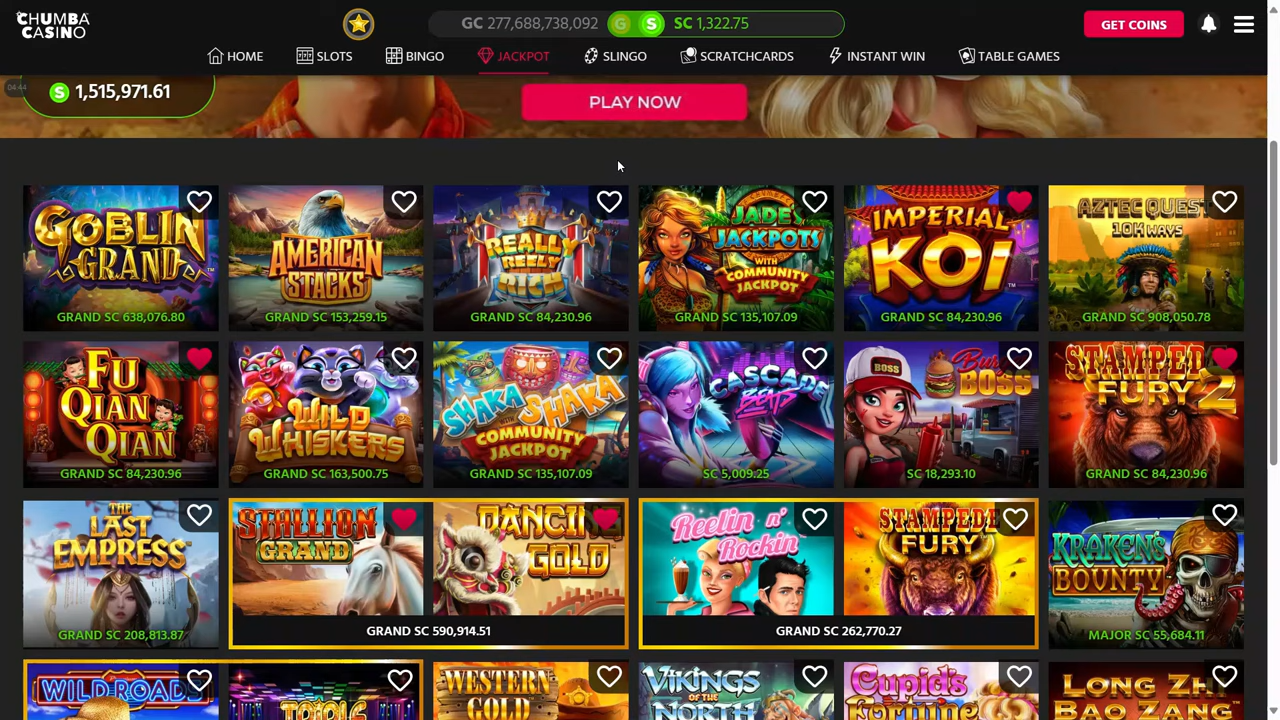 CHUMBA
CASINO
GC 277,688,738,092 G S SC 1,322.75
GET COINS
HOME SLOTS BINGO JACKPOT SLINGO SCRATCHCARDS INSTANT WIN TABLE GAMES
04:44
S 1,515,971.61
PLAY NOW
GOBLIN
GRAND
GRAND SC 638,076.80
AMERICAN
STACKS
GRAND SC 153,259.15
REALLY
REELY
RICH
GRAND SC 84,230.96
JADE
JACKPOTS
WITH
COMMUNITY
JACKPOT
GRAND SC 135,107.09
IMPERIAL
KOI
GRAND SC 84,230.96
AZTEC QUEST
10K WAYS
GRAND SC 908,050.78
FU
QIAN
QIAN
GRAND SC 84,230.96
WILD
WHISKERS
GRAND SC 163,500.75
SHAKA
SHAKA
WITH
COMMUNITY
JACKPOT
GRAND SC 135,107.09
CASCADE
BEATS
SC 5,009.25
BOSS
BOSS
SC 18,293.10
STAMPEDE
FURY 2
GRAND SC 84,230.96
THE
LAST
EMPRESS
GRAND SC 208,813.87
STALLION
GRAND
DANCING
GOLD
GRAND SC 590,914.51
Reelin n'
Rockin
STAMPEDE
FURY
GRAND SC 262,770.27
KRAKEN'S
BOUNTY
MAJOR SC 55,684.11
WILD ROADS
TRIPLE
WESTERN
GOLD
VIKINGS
OF THE
NORTH
Cupid's
Fortune
LONG ZHI
BAO ZANG